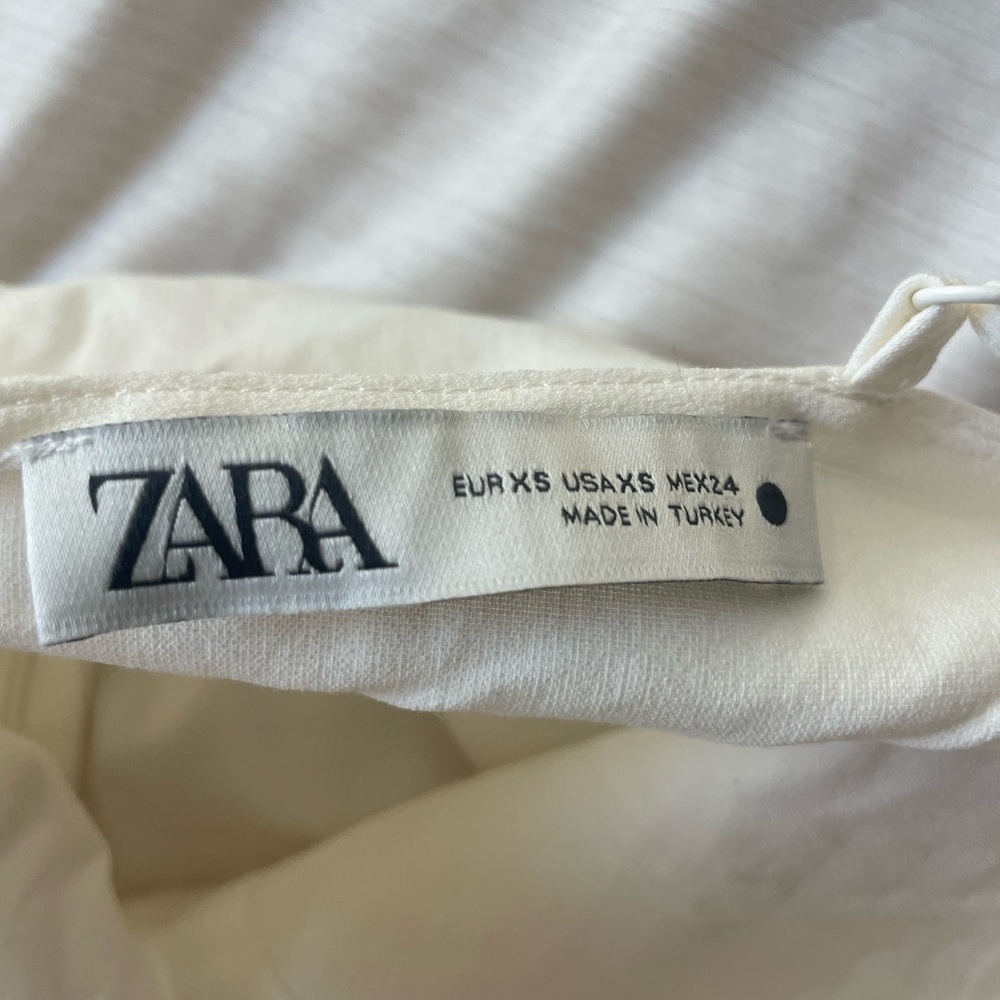 ZARA
EUR XS USA XS MEX 24
MADE IN TURKEY